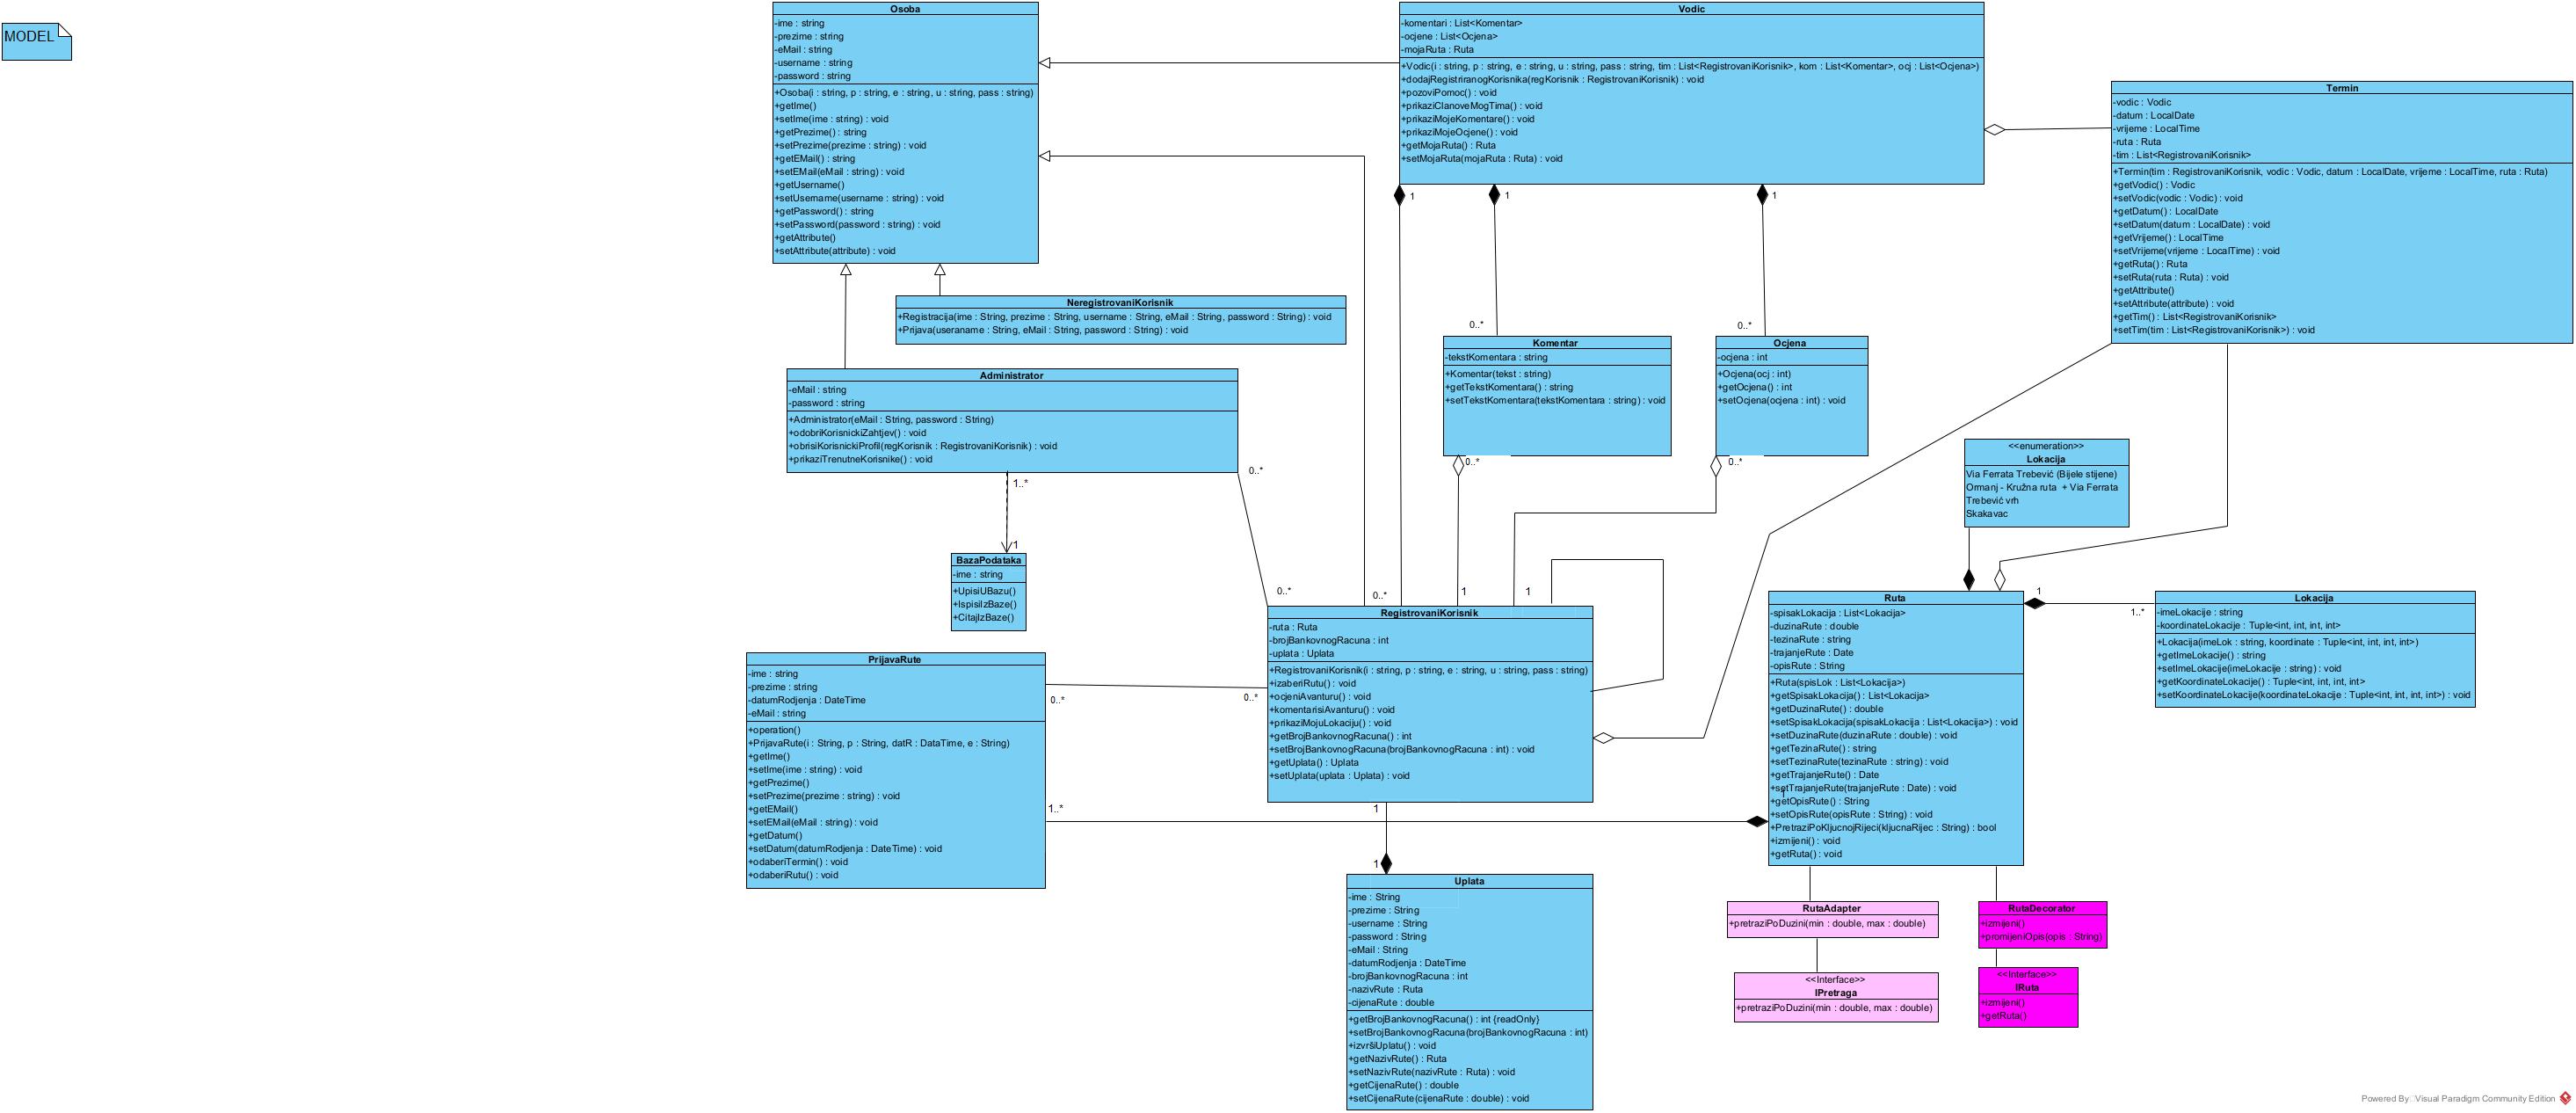 MODEL
Osoba
-ime : string
-prezime : string
-eMail : string
-username : string
-password : string
+Osoba(i : string, p : string, e : string, u : string, pass : string)
+getIme()
+setIme(ime : string) : void
+getPrezime() : string
+setPrezime(prezime : string) : void
+getEMail() : string
+setEMail(eMail : string) : void
+getUsername()
+setUsername(username : string) : void
+getPassword() : string
+setPassword(password : string) : void
+getAttribute()
+setAttribute(attribute) : void
Vodic
-komentari : List<Komentar>
-ocjene : List<Ocjena>
-mojaRuta : Ruta
+Vodic(i : string, p : string, e : string, u : string, pass : string, tim : List<RegistrovaniKorisnik>, kom : List<Komentar>, ocj : List<Ocjena>)
+dodajRegistriranogKorisnika(regKorisnik : RegistrovaniKorisnik) : void
+pozoviPomoc() : void
+prikaziClanoveMogTima() : void
+prikaziMojeKomentare() : void
+prikaziMojeOcjene() : void
+getMojaRuta() : Ruta
+setMojaRuta(mojaRuta : Ruta) : void
1
1
1
Termin
-vodic : Vodic
-datum : LocalDate
-vrijeme : LocalTime
-ruta : Ruta
-tim : List<RegistrovaniKorisnik>
+Termin(tim : RegistrovaniKorisnik, vodic : Vodic, datum : LocalDate, vrijeme : LocalTime, ruta : Ruta)
+getVodic() : Vodic
+setVodic(vodic : Vodic) : void
+getDatum() : LocalDate
+setDatum(datum : LocalDate) : void
+getVrijeme() : LocalTime
+setVrijeme(vrijeme : LocalTime) : void
+getRuta() : Ruta
+setRuta(ruta : Ruta) : void
+getAttribute()
+setAttribute(attribute) : void
+getTim() : List<RegistrovaniKorisnik>
+setTim(tim : List<RegistrovaniKorisnik>) : void
NeregistrovaniKorisnik
+Registracija(ime : String, prezime : String, username : String, eMail : String, password : String) : void
+Prijava(useraname : String, eMail : String, password : String) : void
0..*
0..*
Komentar
-tekstKomentara : string
+Komentar(tekst : string)
+getTekstKomentara() : string
+setTekstKomentara(tekstKomentara : string) : void
0..*
Ocjena
-ocjena : int
+Ocjena(ocj : int)
+getOcjena() : int
+setOcjena(ocjena : int) : void
0..*
Administrator
-eMail : string
-password : string
+Administrator(eMail : String, password : String)
+odobriKorisnickiZahtjev() : void
+obrisiKorisnickiProfil(regKorisnik : RegistrovaniKorisnik) : void
+prikaziTrenutneKorisnike() : void
0..*
1..*
1
<<enumeration>>
Lokacija
Via Ferrata Trebević (Bijele stijene)
Ormanj - Kružna ruta + Via Ferrata
Trebević vrh
Skakavac
BazaPodataka
-ime : string
+UpisiUBazu()
+IspisiIzBaze()
+CitajIzBaze()
0..*
0..*
1
1
RegistrovaniKorisnik
-ruta : Ruta
-brojBankovnogRacuna : int
-uplata : Uplata
+RegistrovaniKorisnik(i : string, p : string, e : string, u : string, pass : string)
+izaberiRutu() : void
+ocjeniAvanturu() : void
+komentarisiAvanturu() : void
+prikaziMojuLokaciju() : void
+getBrojBankovnogRacuna() : int
+setBrojBankovnogRacuna(brojBankovnogRacuna : int) : void
+getUplata() : Uplata
+setUplata(uplata : Uplata) : void
1
1
Ruta
-spisakLokacija : List<Lokacija>
-duzinaRute : double
-tezinaRute : string
-trajanjeRute : Date
-opisRute : String
+Ruta(spisLok : List<Lokacija>)
+getSpisakLokacija() : List<Lokacija>
+getDuzinaRute() : double
+setSpisakLokacija(spisakLokacija : List<Lokacija>) : void
+setDuzinaRute(duzinaRute : double) : void
+getTezinaRute() : string
+setTezinaRute(tezinaRute : string) : void
+getTrajanjeRute() : Date
+setTrajanjeRute(trajanjeRute : Date) : void
1
+getOpisRute() : String
+setOpisRute(opisRute : String) : void
+PretraziPoKljucnojRijeci(kljucnaRijec : String) : bool
+izmijeni() : void
+getRuta() : void
1
1..*
Lokacija
-imeLokacije : string
-koordinateLokacije : Tuple<int, int, int, int>
+Lokacija(imeLok : string, koordinate : Tuple<int, int, int, int>)
+getImeLokacije() : string
+setImeLokacije(imeLokacije : string) : void
+getKoordinateLokacije() : Tuple<int, int, int, int>
+setKoordinateLokacije(koordinateLokacije : Tuple<int, int, int, int>) : void
PrijavaRute
-ime : string
-prezime : string
-datumRodjenja : DateTime
-eMail : string
+operation()
+PrijavaRute(i : String, p : String, datR : DataTime, e : String)
+getIme()
+setIme(ime : string) : void
+getPrezime()
+setPrezime(prezime : string) : void
+getEMail()
+setEMail(eMail : string) : void
+getDatum()
+setDatum(datumRodjenja : DateTime) : void
+odaberiTermin() : void
+odaberiRutu() : void
0..*
0..*
1..*
Uplata
-ime : String
-prezime : String
-username : String
-password : String
-eMail : String
-datumRodjenja : DateTime
-brojBankovnogRacuna : int
-nazivRute : Ruta
-cijenaRute : double
+getBrojBankovnogRacuna() : int {readOnly}
+setBrojBankovnogRacuna(brojBankovnogRacuna : int)
+izvršiUplatu() : void
+getNazivRute() : Ruta
+setNazivRute(nazivRute : Ruta) : void
+getCijenaRute() : double
+setCijenaRute(cijenaRute : double) : void
RutaAdapter
+pretraziPoDuzini(min : double, max : double)
<<Interface>>
IPretraga
+pretraziPoDuzini(min : double, max : double)
RutaDecorator
+izmijeni()
+promijeniOpis(opis : String)
<<Interface>>
IRuta
+izmijeni()
+getRuta()
Powered By Visual Paradigm Community Edition